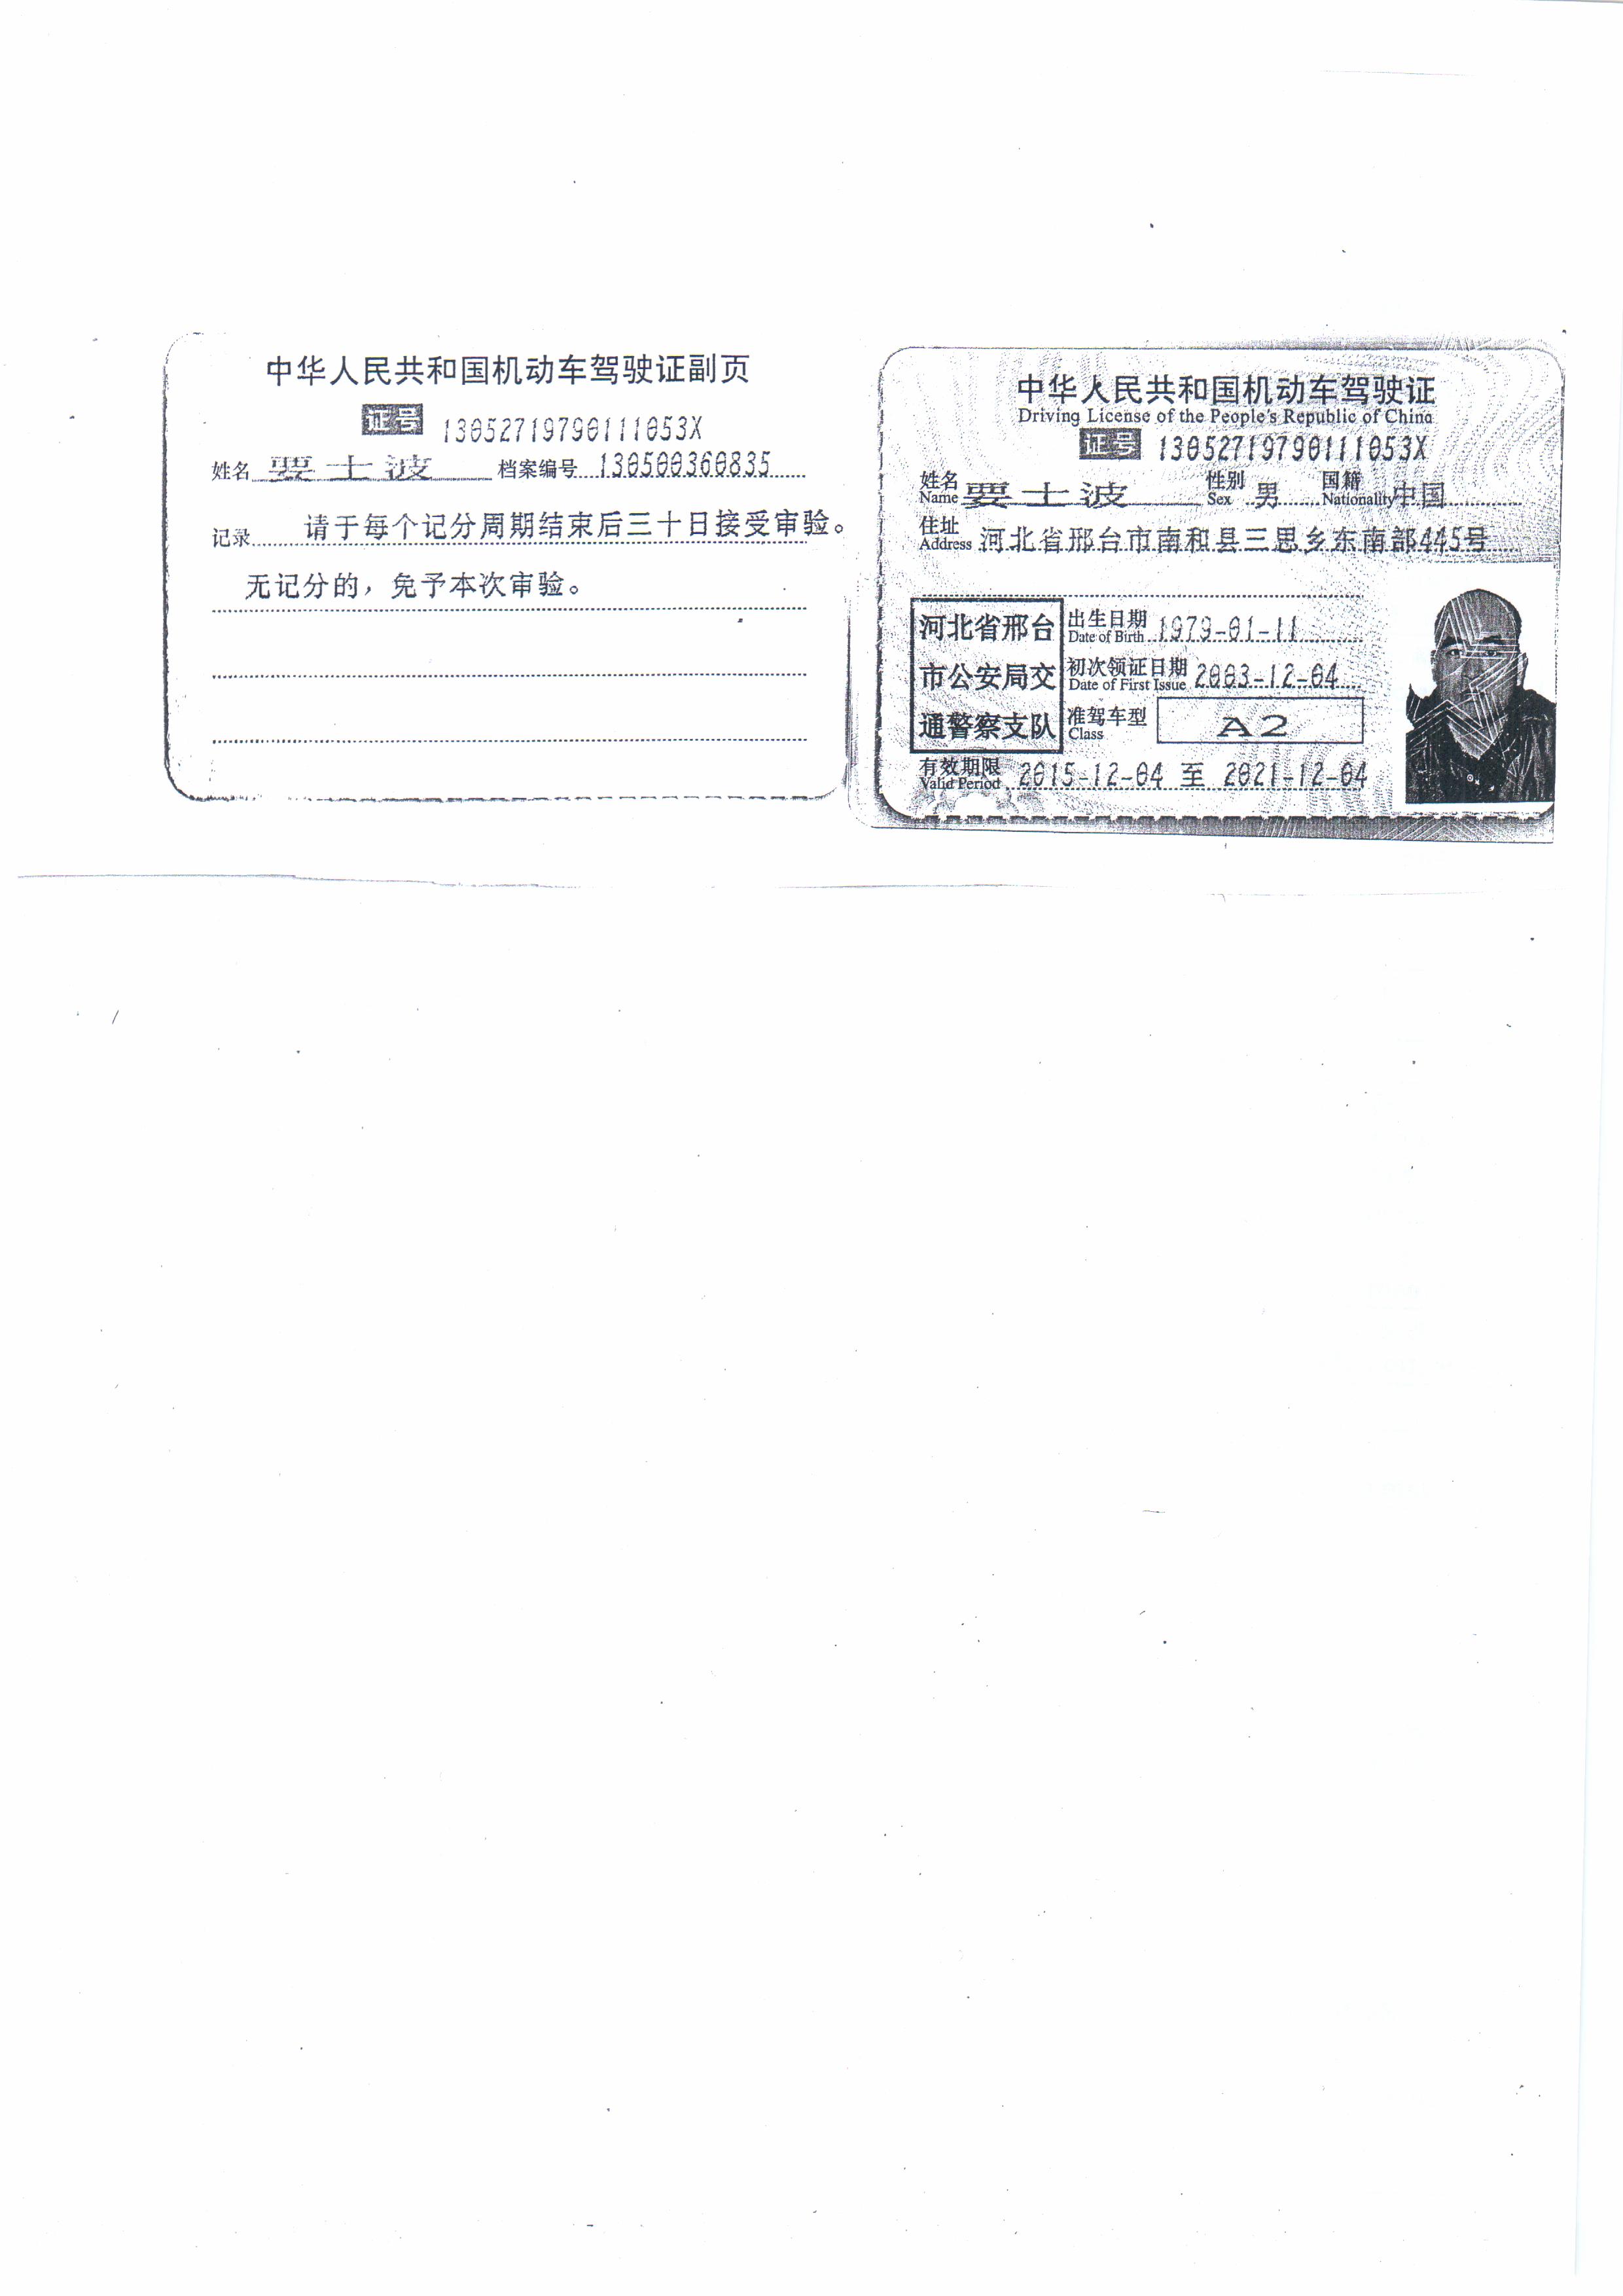 中华人民共和国机动车驾驶证副页
证号 13052719790111053X
姓名 要士波 档案编号 130500360835
记录 请于每个记分周期结束后三十日接受审验。
无记分的，免予本次审验。
中华人民共和国机动车驾驶证
Driving License of the People's Republic of China
证号 13052719790111053X
姓名 要士波 性别 男 国籍 中国
Name Sex Nationality
住址 河北省邢台市南和县三思乡东南部445号
Address
河北省邢台
市公安局交
通警察支队
出生日期 1979-01-11
Date of Birth
初次领证日期 2003-12-04
Date of First Issue
准驾车型 A2
Class
有效期限 2015-12-04 至 2021-12-04
Valid Period